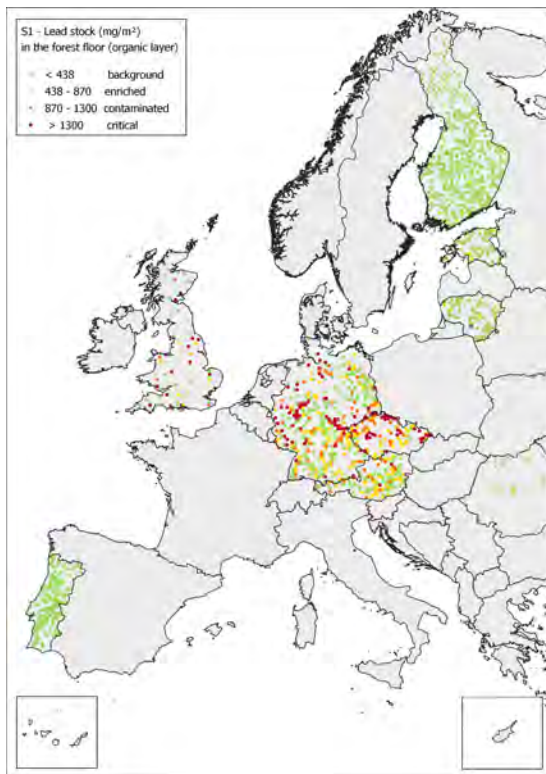 S1 - Lead stock (mg/m²)
in the forest floor (organic layer)
< 438 background
438 - 870 enriched
870 - 1300 contaminated
> 1300 critical